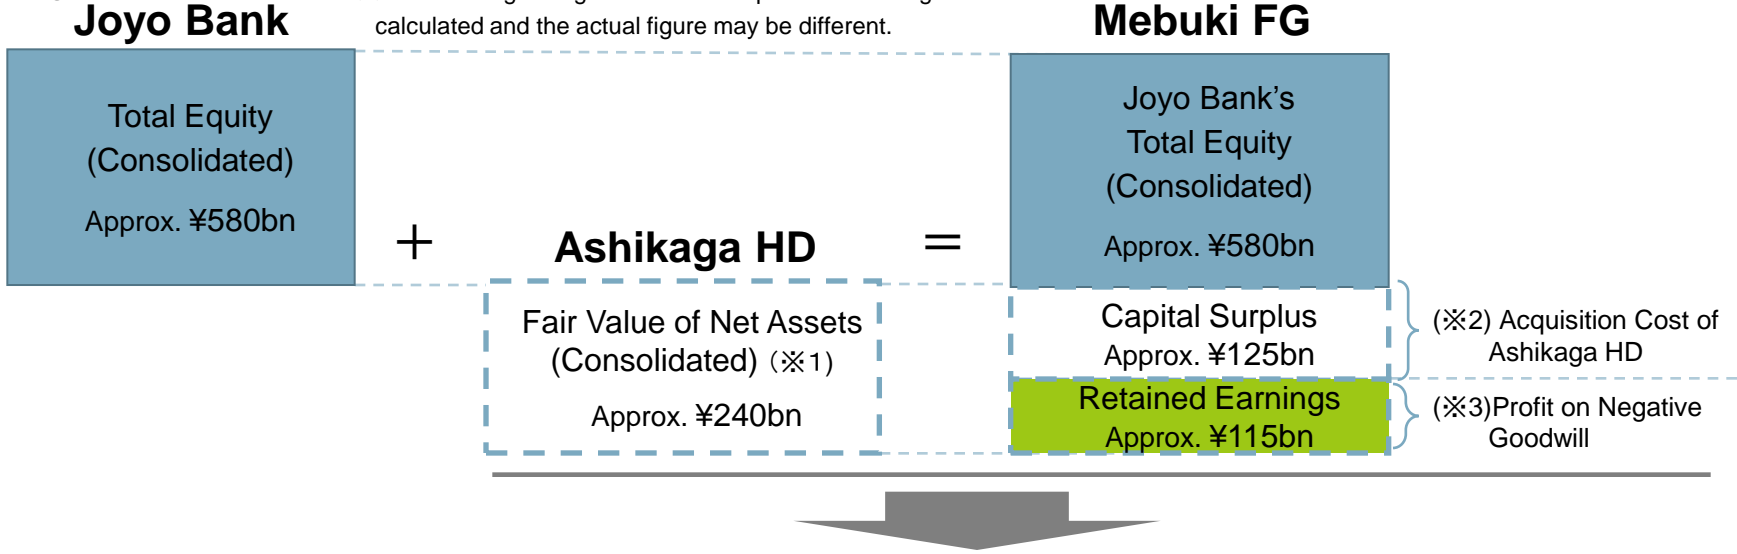 Joyo Bank
calculated and the actual figure may be different.
Mebuki FG
Total Equity
(Consolidated)
Approx. ¥580bn
+
Ashikaga HD
=
Joyo Bank’s
Total Equity
(Consolidated)
Approx. ¥580bn
Fair Value of Net Assets
(Consolidated) (※1)
Approx. ¥240bn
Capital Surplus
Approx. ¥125bn
(※2) Acquisition Cost of
Ashikaga HD
Retained Earnings
Approx. ¥115bn
(※3)Profit on Negative
Goodwill